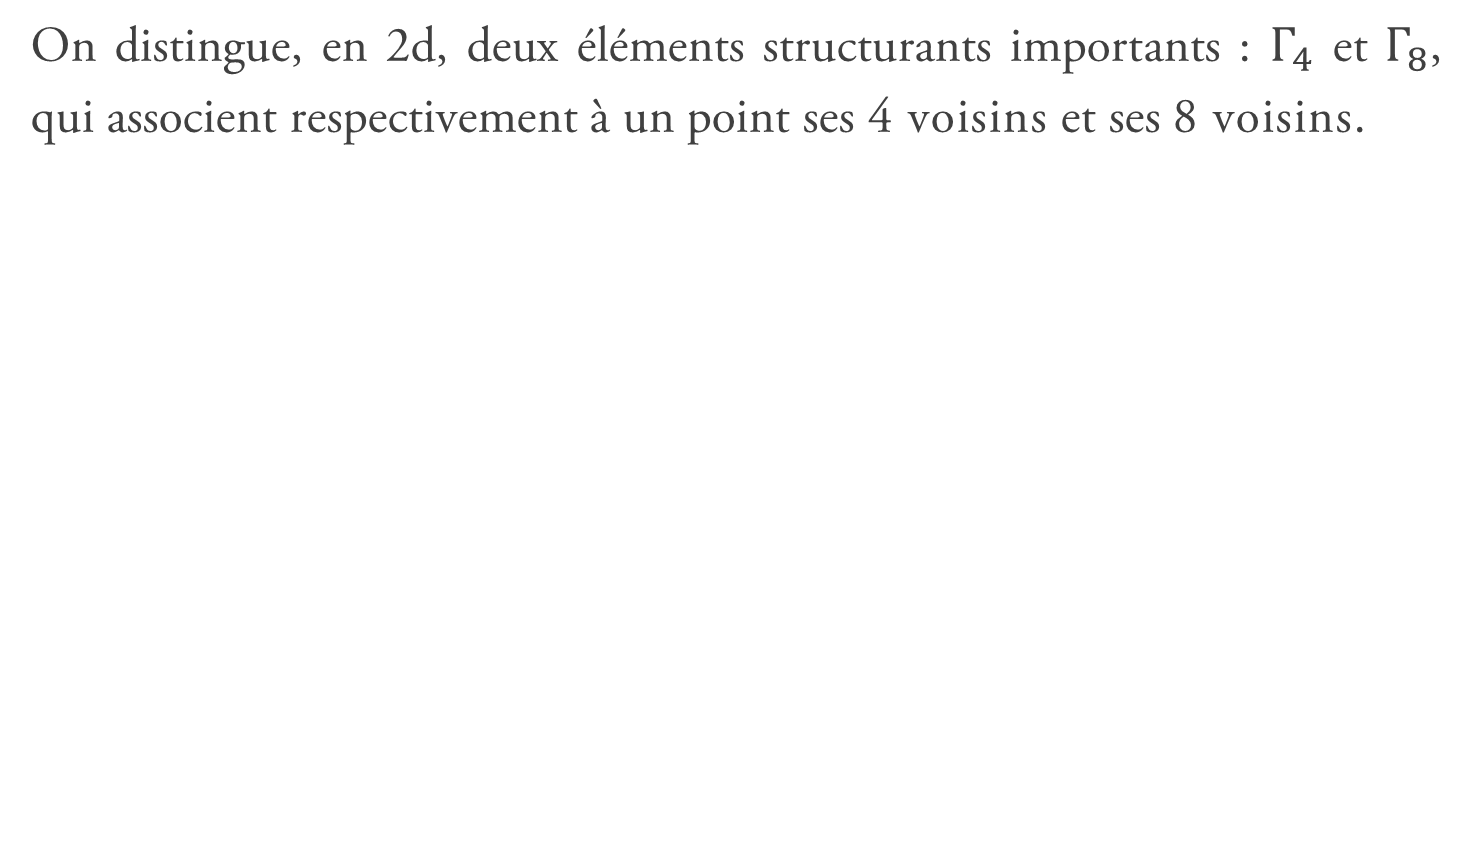 On distingue, en 2d, deux éléments structurants importants : Γ₄ et Γ₈,
qui associent respectivement à un point ses 4 voisins et ses 8 voisins.